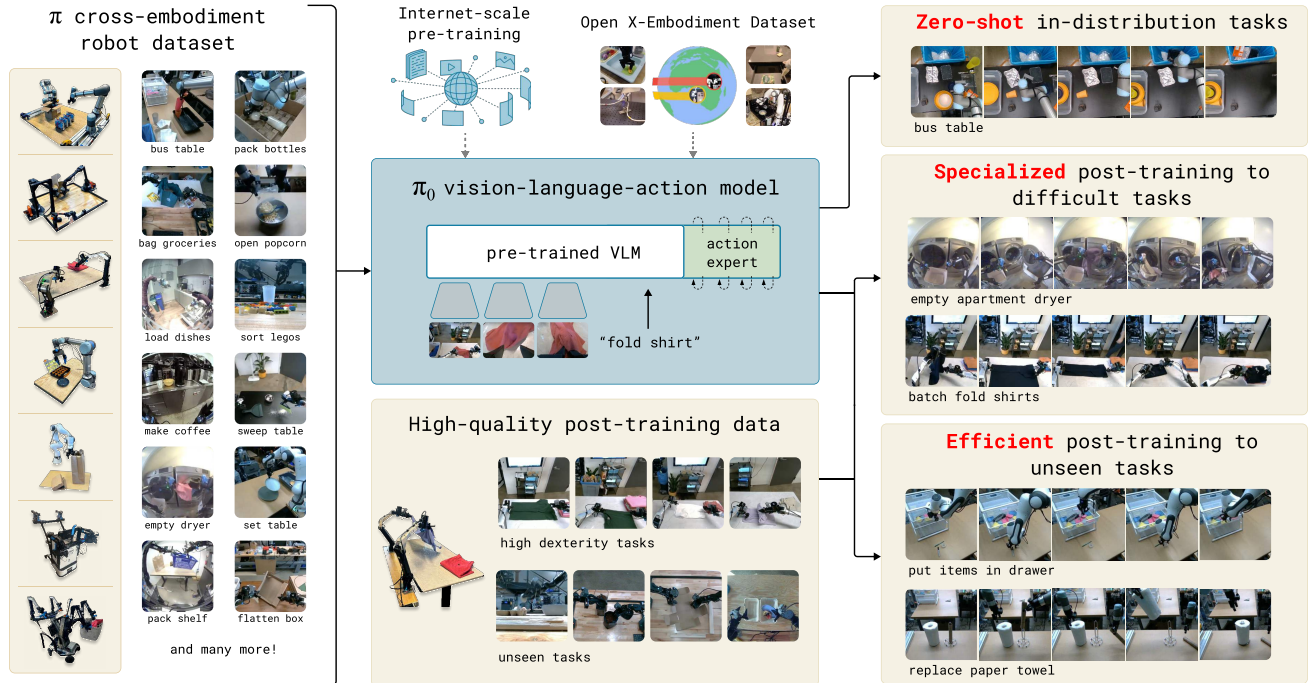 π cross-embodiment
robot dataset
bus table
pack bottles
bag groceries
open popcorn
load dishes
sort legos
make coffee
sweep table
empty dryer
set table
pack shelf
flatten box
and many more!
Internet-scale
pre-training
Open X-Embodiment Dataset
π0 vision-language-action model
pre-trained VLM
action
expert
“fold shirt”
High-quality post-training data
high dexterity tasks
unseen tasks
Zero-shot in-distribution tasks
bus table
Specialized post-training to
difficult tasks
empty apartment dryer
batch fold shirts
Efficient post-training to
unseen tasks
put items in drawer
replace paper towel